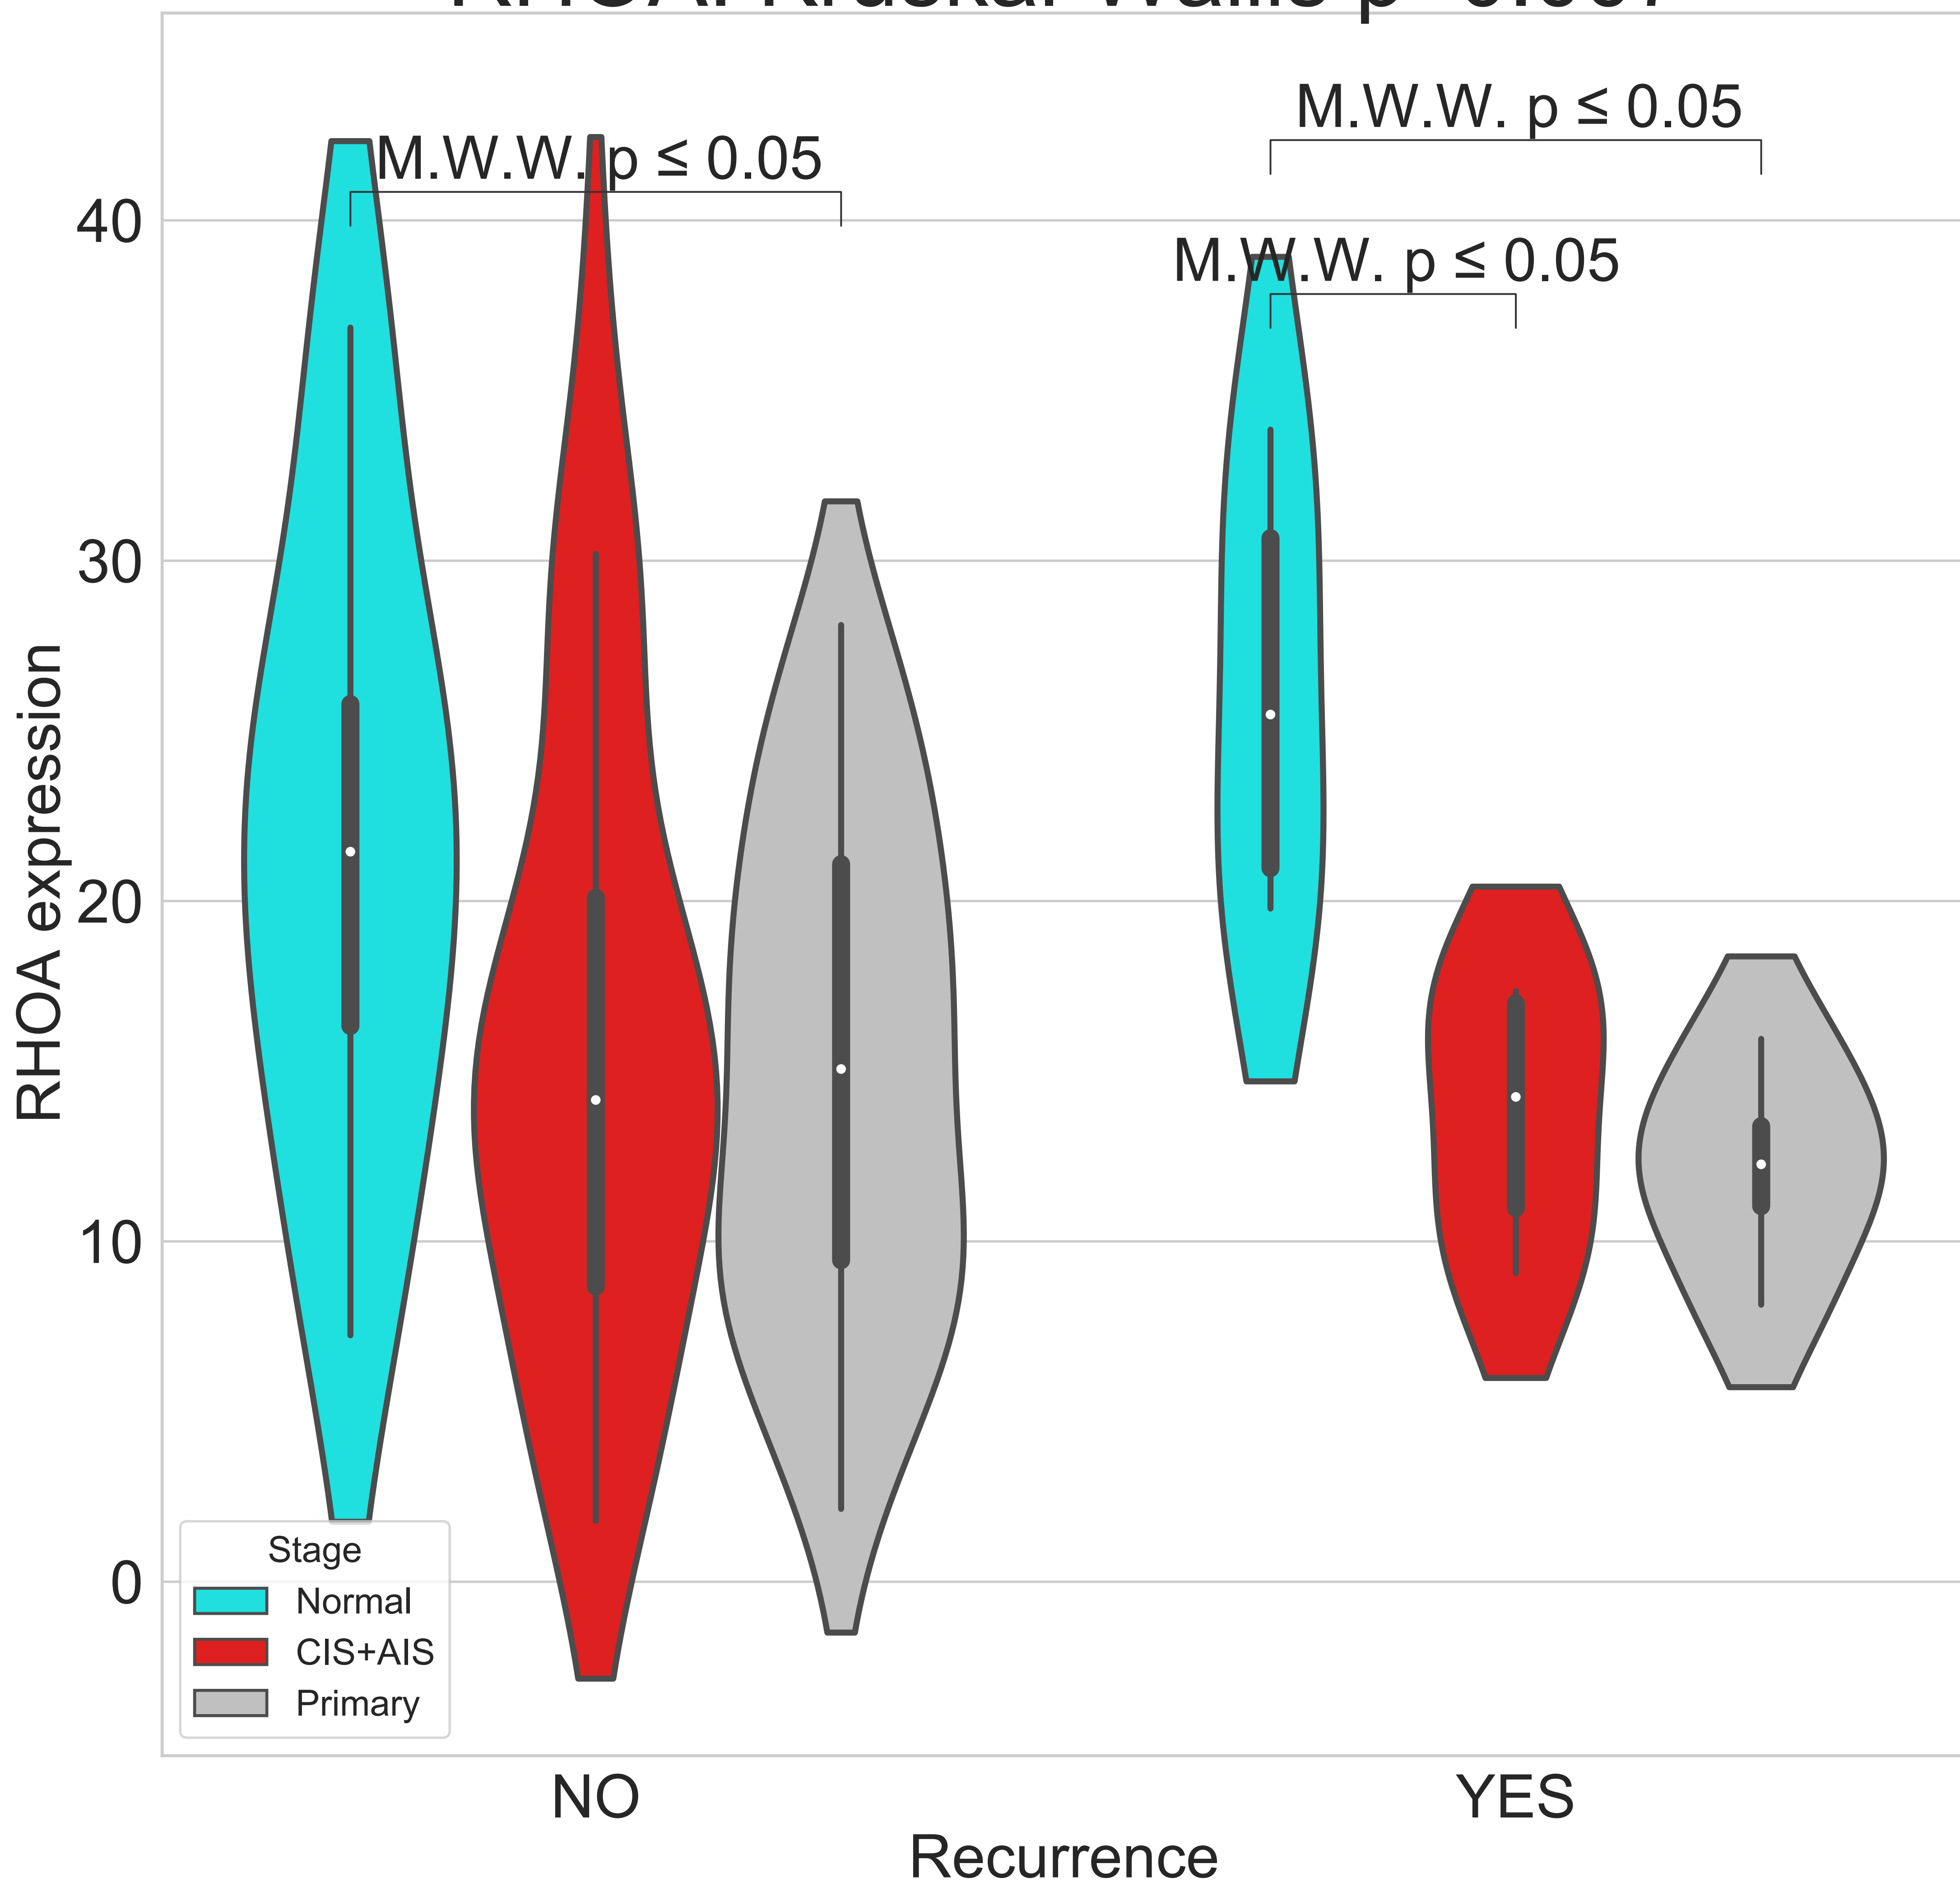 M.W.W. p ≤ 0.05
M.W.W. p ≤ 0.05
M.W.W. p ≤ 0.05
40
30
20
10
0
RHOA expression
Stage
Normal
CIS+AIS
Primary
NO
YES
Recurrence